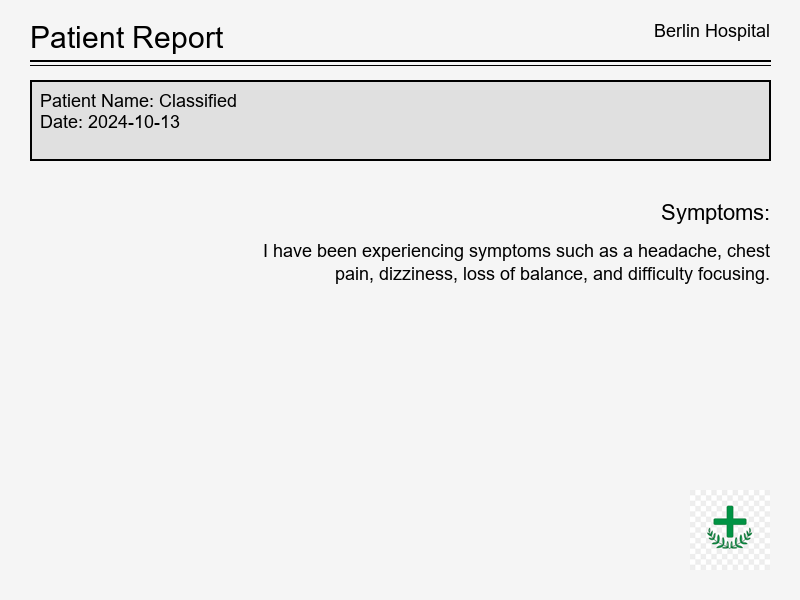 Patient Report
Berlin Hospital
Patient Name: Classified
Date: 2024-10-13
Symptoms:
I have been experiencing symptoms such as a headache, chest
pain, dizziness, loss of balance, and difficulty focusing.